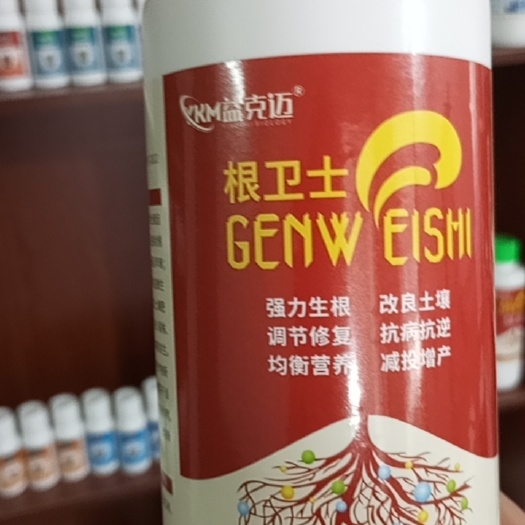 YKM益克迈®
根卫士
GENWEISHI
强力生根 改良土壤
调节修复 抗病抗逆
均衡营养 减投增产